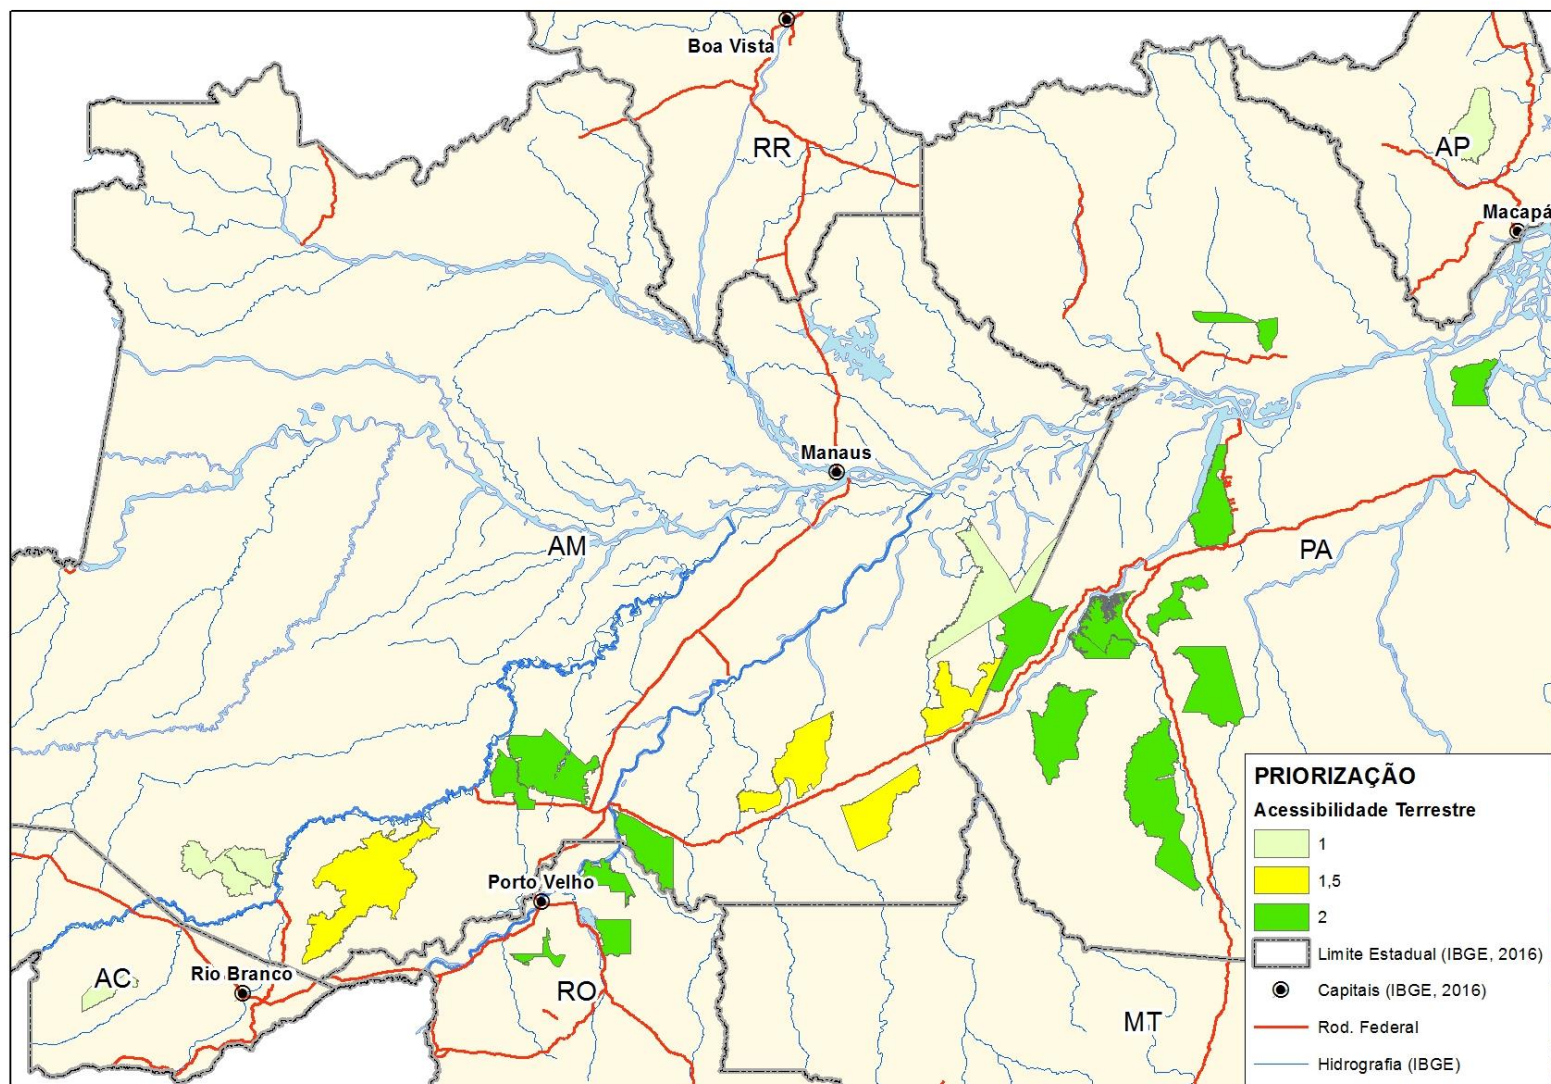 Boa Vista
RR
AP
Macapá
Manaus
AM
PA
Porto Velho
AC
Rio Branco
RO
MT
PRIORIZAÇÃO
Acessibilidade Terrestre
1
1,5
2
Limite Estadual (IBGE, 2016)
Capitais (IBGE, 2016)
Rod. Federal
Hidrografia (IBGE)